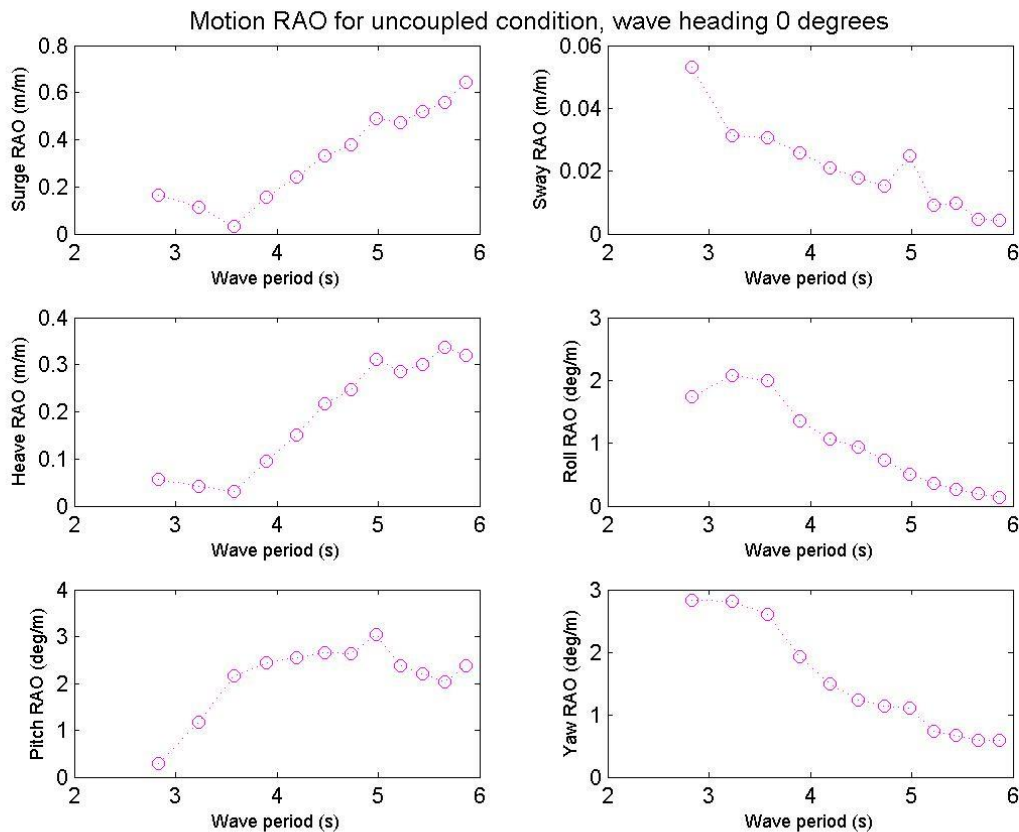 Motion RAO for uncoupled condition, wave heading 0 degrees
0.8
0.6
0.4
0.2
0
Surge RAO (m/m)
2 3 4 5 6
Wave period (s)
0.06
0.04
0.02
0
Sway RAO (m/m)
2 3 4 5 6
Wave period (s)
0.4
0.3
0.2
0.1
0
Heave RAO (m/m)
2 3 4 5 6
Wave period (s)
3
2
1
0
Roll RAO (deg/m)
2 3 4 5 6
Wave period (s)
4
3
2
1
0
Pitch RAO (deg/m)
2 3 4 5 6
Wave period (s)
3
2
1
0
Yaw RAO (deg/m)
2 3 4 5 6
Wave period (s)